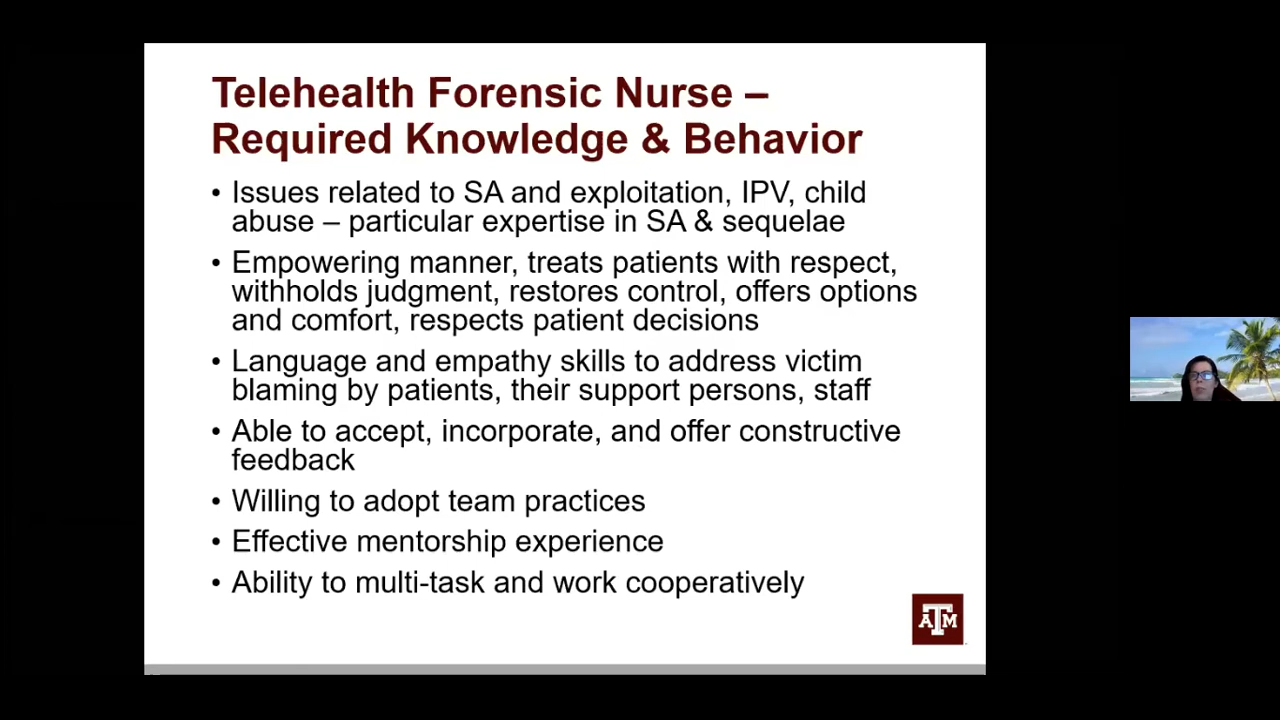 Telehealth Forensic Nurse –
Required Knowledge & Behavior
• Issues related to SA and exploitation, IPV, child
abuse – particular expertise in SA & sequelae
• Empowering manner, treats patients with respect,
withholds judgment, restores control, offers options
and comfort, respects patient decisions
• Language and empathy skills to address victim
blaming by patients, their support persons, staff
• Able to accept, incorporate, and offer constructive
feedback
• Willing to adopt team practices
• Effective mentorship experience
• Ability to multi-task and work cooperatively
ATM